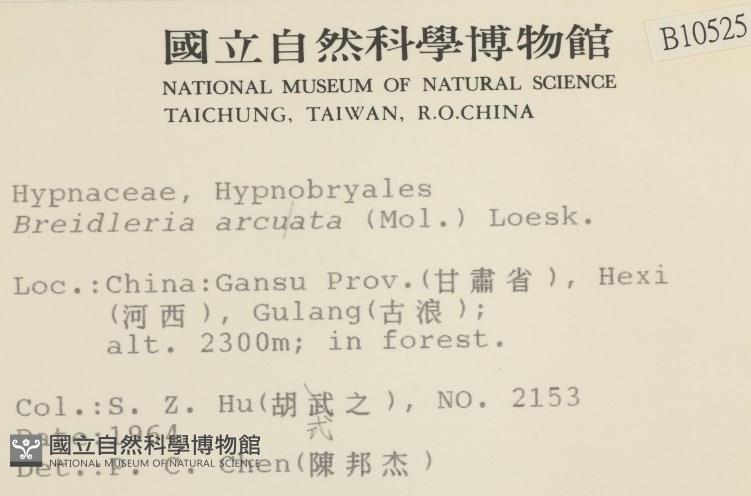 國立自然科學博物館
B10525
NATIONAL MUSEUM OF NATURAL SCIENCE
TAICHUNG, TAIWAN, R.O.CHINA
Hypnaceae, Hypnobryales
Breidleria arcuata (Mol.) Loesk.
Loc.:China:Gansu Prov.(甘肅省), Hexi
(河西), Gulang(古浪);
alt. 2300m; in forest.
Col.:S. Z. Hu(胡武之), NO. 2153
式
Date:1964
國立自然科學博物館
NATIONAL MUSEUM OF NATURAL SCIENCE
Det.:P. C. Chen(陳邦杰)